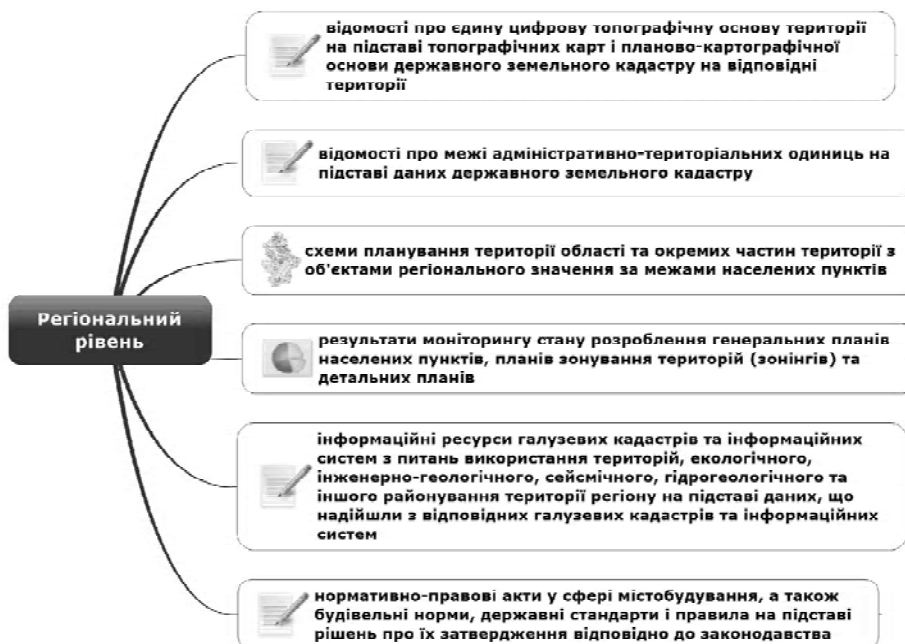 відомості про єдину цифрову топографічну основу території
на підставі топографічних карт і планово-картографічної
основи державного земельного кадастру на відповідні
території
відомості про межі адміністративно-територіальних одиниць на
підставі даних державного земельного кадастру
схеми планування території області та окремих частин території з
об'єктами регіонального значення за межами населених пунктів
Регіональний
рівень
результати моніторингу стану розроблення генеральних планів
населених пунктів, планів зонування територій (зонінгів) та
детальних планів
інформаційні ресурси галузевих кадастрів та інформаційних
систем з питань використання територій, екологічного,
інженерно-геологічного, сейсмічного, гідрогеологічного та
іншого районування території регіону на підставі даних, що
надійшли з відповідних галузевих кадастрів та інформаційних
систем
нормативно-правові акти у сфері містобудування, а також
будівельні норми, державні стандарти і правила на підставі
рішень про їх затвердження відповідно до законодавства